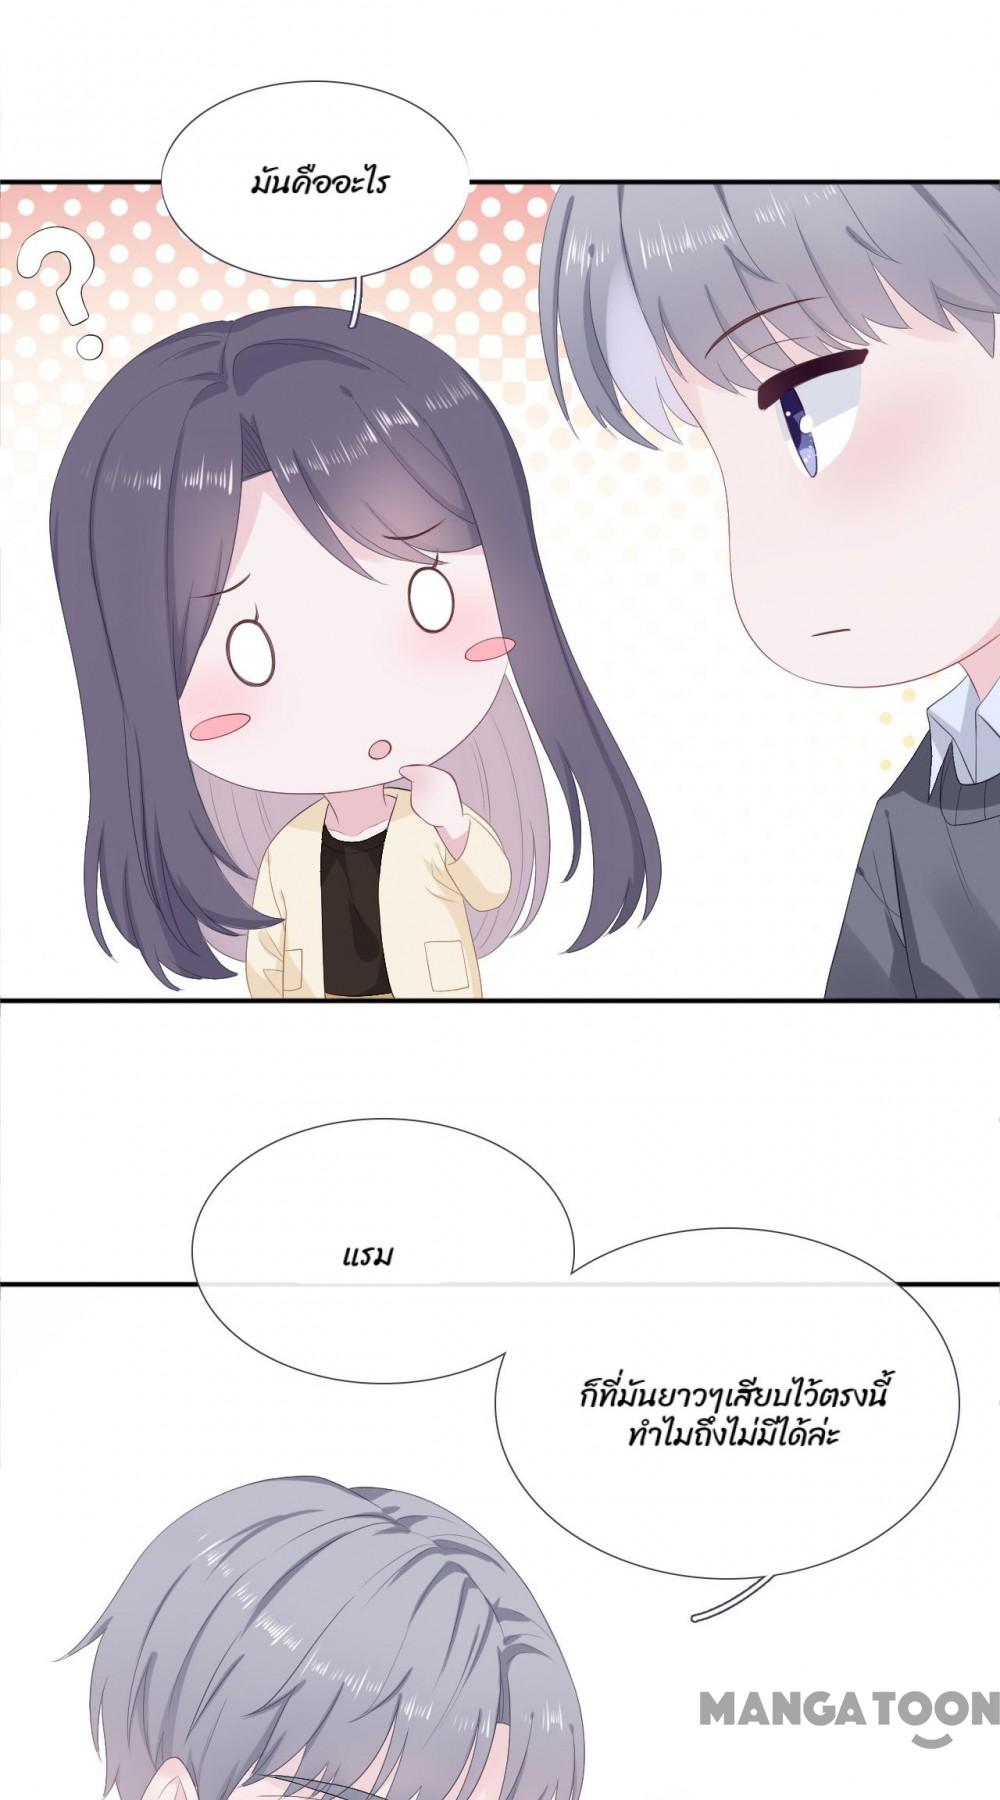 มันคืออะไร
?
แรม
ก็ที่มันยาวๆเสียบไว้ตรงนี้
ทำไมถึงไม่มีได้ล่ะ
MANGATOON